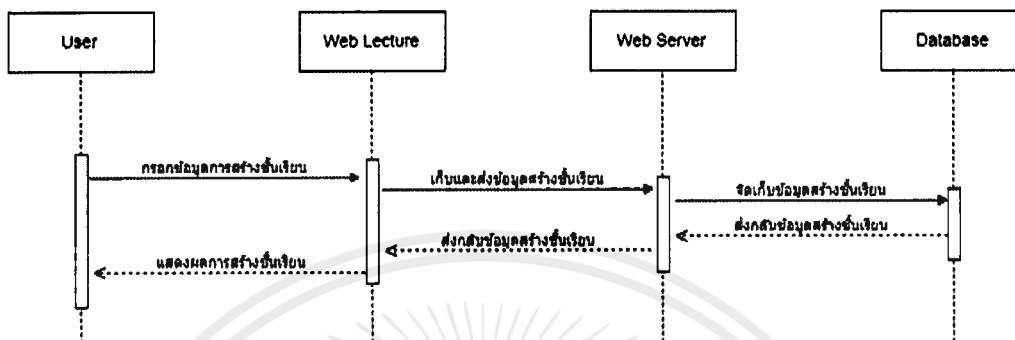 User
Web Lecture
Web Server
Database
กรอกข้อมูลการสร้างชั้นเรียน
เก็บและส่งข้อมูลสร้างชั้นเรียน
จัดเก็บข้อมูลสร้างชั้นเรียน
ส่งกลับข้อมูลสร้างชั้นเรียน
ส่งกลับข้อมูลสร้างชั้นเรียน
แสดงผลการสร้างชั้นเรียน